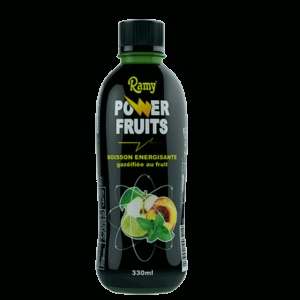 Ramy
POWER
FRUITS
BOISSON ENERGISANTE
gazéifiée au fruit
330ml